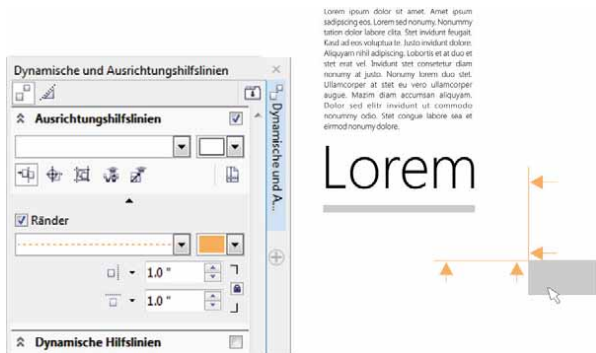 Dynamische und Ausrichtungshilfslinien
Ausrichtungshilfslinien
Ränder
1.0 "
1.0 "
Dynamische Hilfslinien
Dynamische und A...
Lorem ipsum dolor sit amet. Amet ipsum
sadipscing eos. Lorem sed nonumy. Nonummy
tation dolor labore clita. Stet invidunt feugait.
Kasd ad eos voluptua te. Justo invidunt dolore.
Aliquyam nihil adipiscing. Lobortis et at duo et
stet erat vel. Invidunt stet consetetur diam
nonumy at justo. Nonumy lorem duo stet.
Ullamcorper at stet eu vero ullamcorper
augue. Mazim diam accumsan aliquyam.
Dolor sed elitr invidunt ut commodo
nonummy odio. Stet congue labore sea et
eirmod nonumy dolore.
Lorem